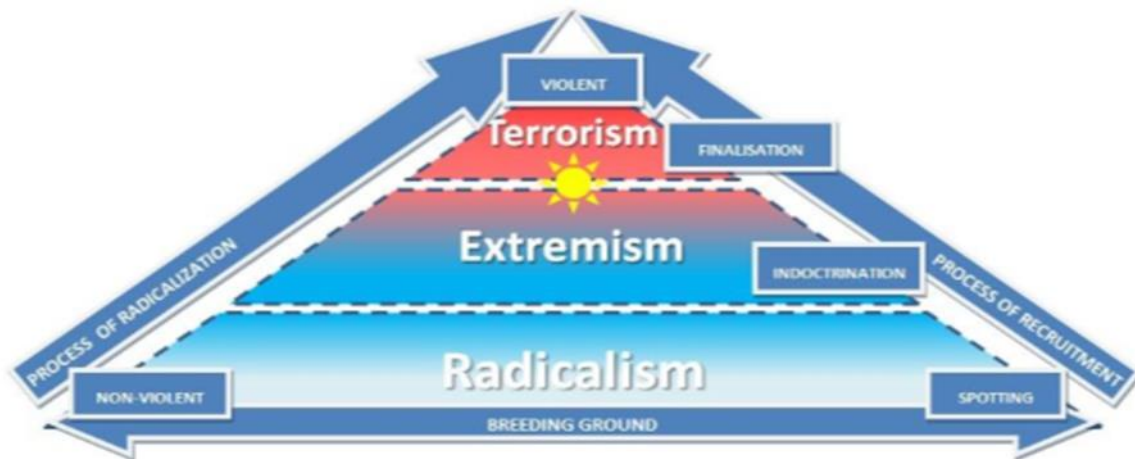 VIOLENT
Terrorism
FINALISATION
Extremism
INDOCTRINATION
PROCESS OF RADICALIZATION
PROCESS OF RECRUITMENT
Radicalism
NON-VIOLENT
SPOTTING
BREEDING GROUND